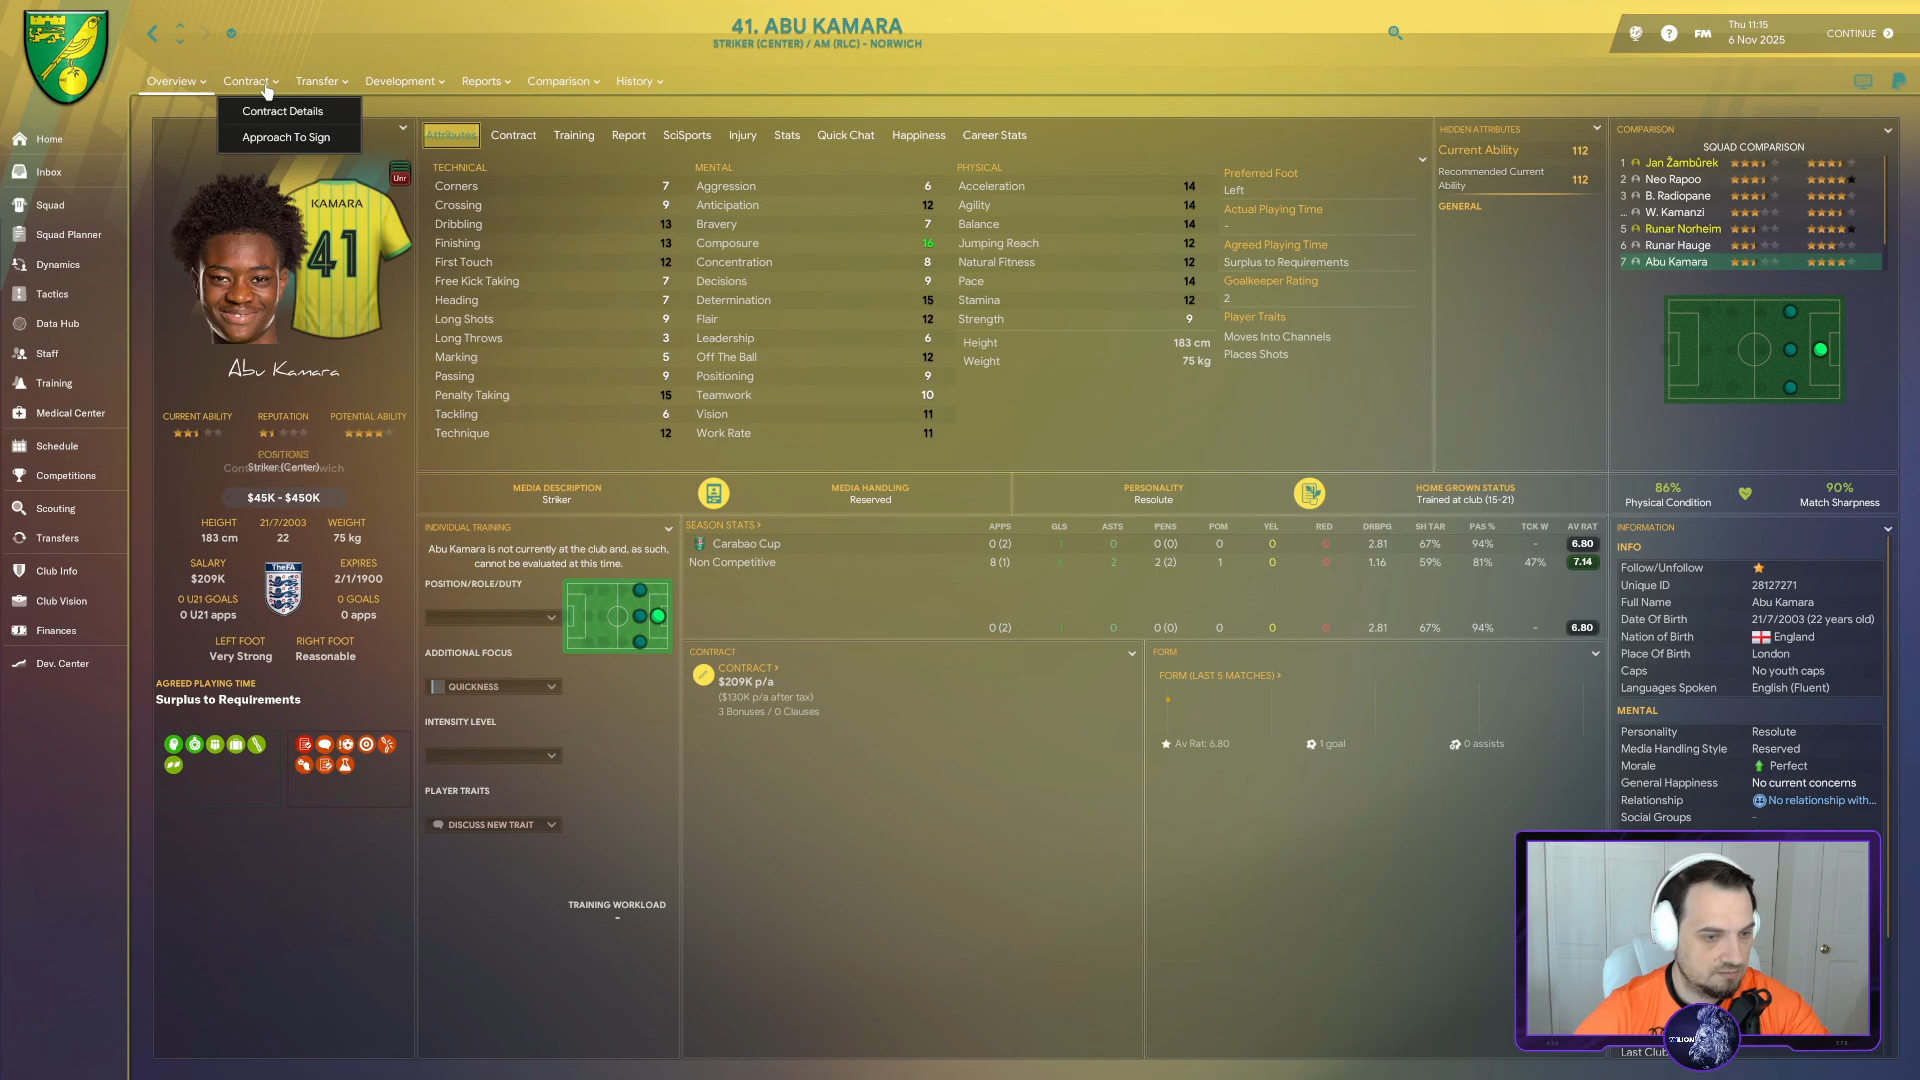 41. ABU KAMARA
STRIKER (CENTER) / AM (RLC) - NORWICH
FM
Thu 11:15
6 Nov 2025
CONTINUE
Overview
Contract
Transfer
Development
Reports
Comparison
History
Contract Details
Approach To Sign
Home
Inbox
Squad
Squad Planner
Dynamics
Tactics
Data Hub
Staff
Training
Medical Center
Schedule
Competitions
Scouting
Transfers
Club Info
Club Vision
Finances
Dev. Center
Unr
KAMARA
41
Abu Kamara
CURRENT ABILITY
REPUTATION
POTENTIAL ABILITY
POSITIONS
Striker (Center)
$45K - $450K
HEIGHT 21/7/2003 WEIGHT
183 cm 22 75 kg
SALARY EXPIRES
$209K TheFA 2/1/1900
0 U21 GOALS 0 GOALS
0 U21 apps 0 apps
LEFT FOOT RIGHT FOOT
Very Strong Reasonable
AGREED PLAYING TIME
Surplus to Requirements
Attributes Contract Training Report SciSports Injury Stats Quick Chat Happiness Career Stats
TECHNICAL
Corners 7
Crossing 9
Dribbling 13
Finishing 13
First Touch 12
Free Kick Taking 7
Heading 7
Long Shots 9
Long Throws 3
Marking 5
Passing 9
Penalty Taking 15
Tackling 6
Technique 12
MENTAL
Aggression 6
Anticipation 12
Bravery 7
Composure 16
Concentration 8
Decisions 9
Determination 15
Flair 12
Leadership 6
Off The Ball 12
Positioning 9
Teamwork 10
Vision 11
Work Rate 11
PHYSICAL
Acceleration 14
Agility 14
Balance 14
Jumping Reach 12
Natural Fitness 12
Pace 14
Stamina 12
Strength 9
Height 183 cm
Weight 75 kg
Preferred Foot
Left
Actual Playing Time
-
Agreed Playing Time
Surplus to Requirements
Goalkeeper Rating
2
Player Traits
Moves Into Channels
Places Shots
HIDDEN ATTRIBUTES
Current Ability 112
Recommended Current Ability 112
GENERAL
COMPARISON
SQUAD COMPARISON
1 Jan Žambůrek
2 Neo Rapoo
3 B. Radiopane
... W. Kamanzi
5 Runar Norheim
6 Runar Hauge
7 Abu Kamara
MEDIA DESCRIPTION
Striker
MEDIA HANDLING
Reserved
PERSONALITY
Resolute
HOME GROWN STATUS
Trained at club (15-21)
86%
Physical Condition
90%
Match Sharpness
INDIVIDUAL TRAINING
Abu Kamara is not currently at the club and, as such,
cannot be evaluated at this time.
POSITION/ROLE/DUTY
ADDITIONAL FOCUS
QUICKNESS
INTENSITY LEVEL
PLAYER TRAITS
DISCUSS NEW TRAIT
TRAINING WORKLOAD
-
SEASON STATS > APPS GLS ASTS PENS POM YEL RED DRBPG SH TAR PAS % TCK W AV RAT
Carabao Cup 0 (2) 1 0 0 (0) 0 0 0 2.81 67% 94% - 6.80
Non Competitive 8 (1) 2 2 (2) 1 0 0 1.16 59% 81% 47% 7.14
0 (2) 1 0 0 (0) 0 0 0 2.81 67% 94% - 6.80
CONTRACT
CONTRACT >
$209K p/a
($130K p/a after tax)
3 Bonuses / 0 Clauses
FORM
FORM (LAST 5 MATCHES) >
Av Rat: 6.80
1 goal
0 assists
INFORMATION
INFO
Follow/Unfollow
Unique ID 28127271
Full Name Abu Kamara
Date Of Birth 21/7/2003 (22 years old)
Nation of Birth England
Place Of Birth London
Caps No youth caps
Languages Spoken English (Fluent)
MENTAL
Personality Resolute
Media Handling Style Reserved
Morale Perfect
General Happiness No current concerns
Relationship No relationship with...
Social Groups -
Last Club